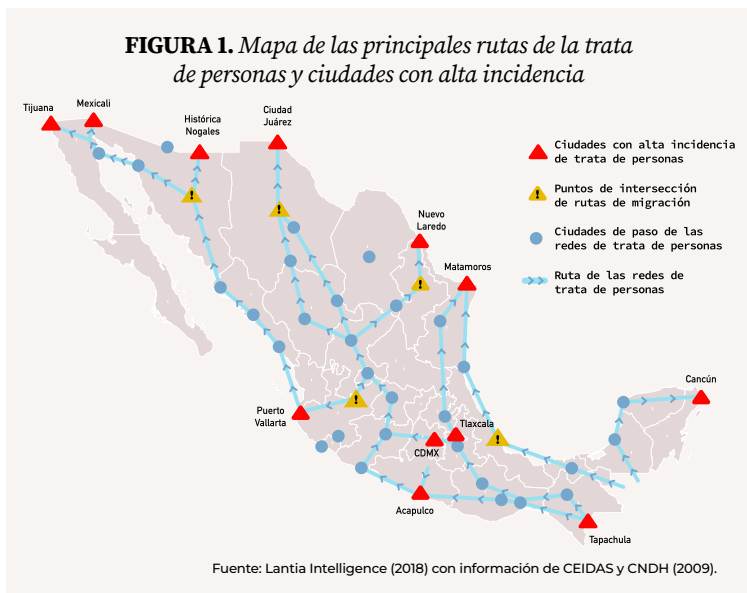 FIGURA 1. Mapa de las principales rutas de la trata
de personas y ciudades con alta incidencia
Tijuana
Mexicali
Histórica
Nogales
Ciudad
Juárez
Ciudades con alta incidencia
de trata de personas
Puntos de intersección
de rutas de migración
Ciudades de paso de las
redes de trata de personas
Ruta de las redes de
trata de personas
Nuevo
Laredo
Matamoros
Cancún
Puerto
Vallarta
Tlaxcala
CDMX
Acapulco
Tapachula
Fuente: Lantia Intelligence (2018) con información de CEIDAS y CNDH (2009).